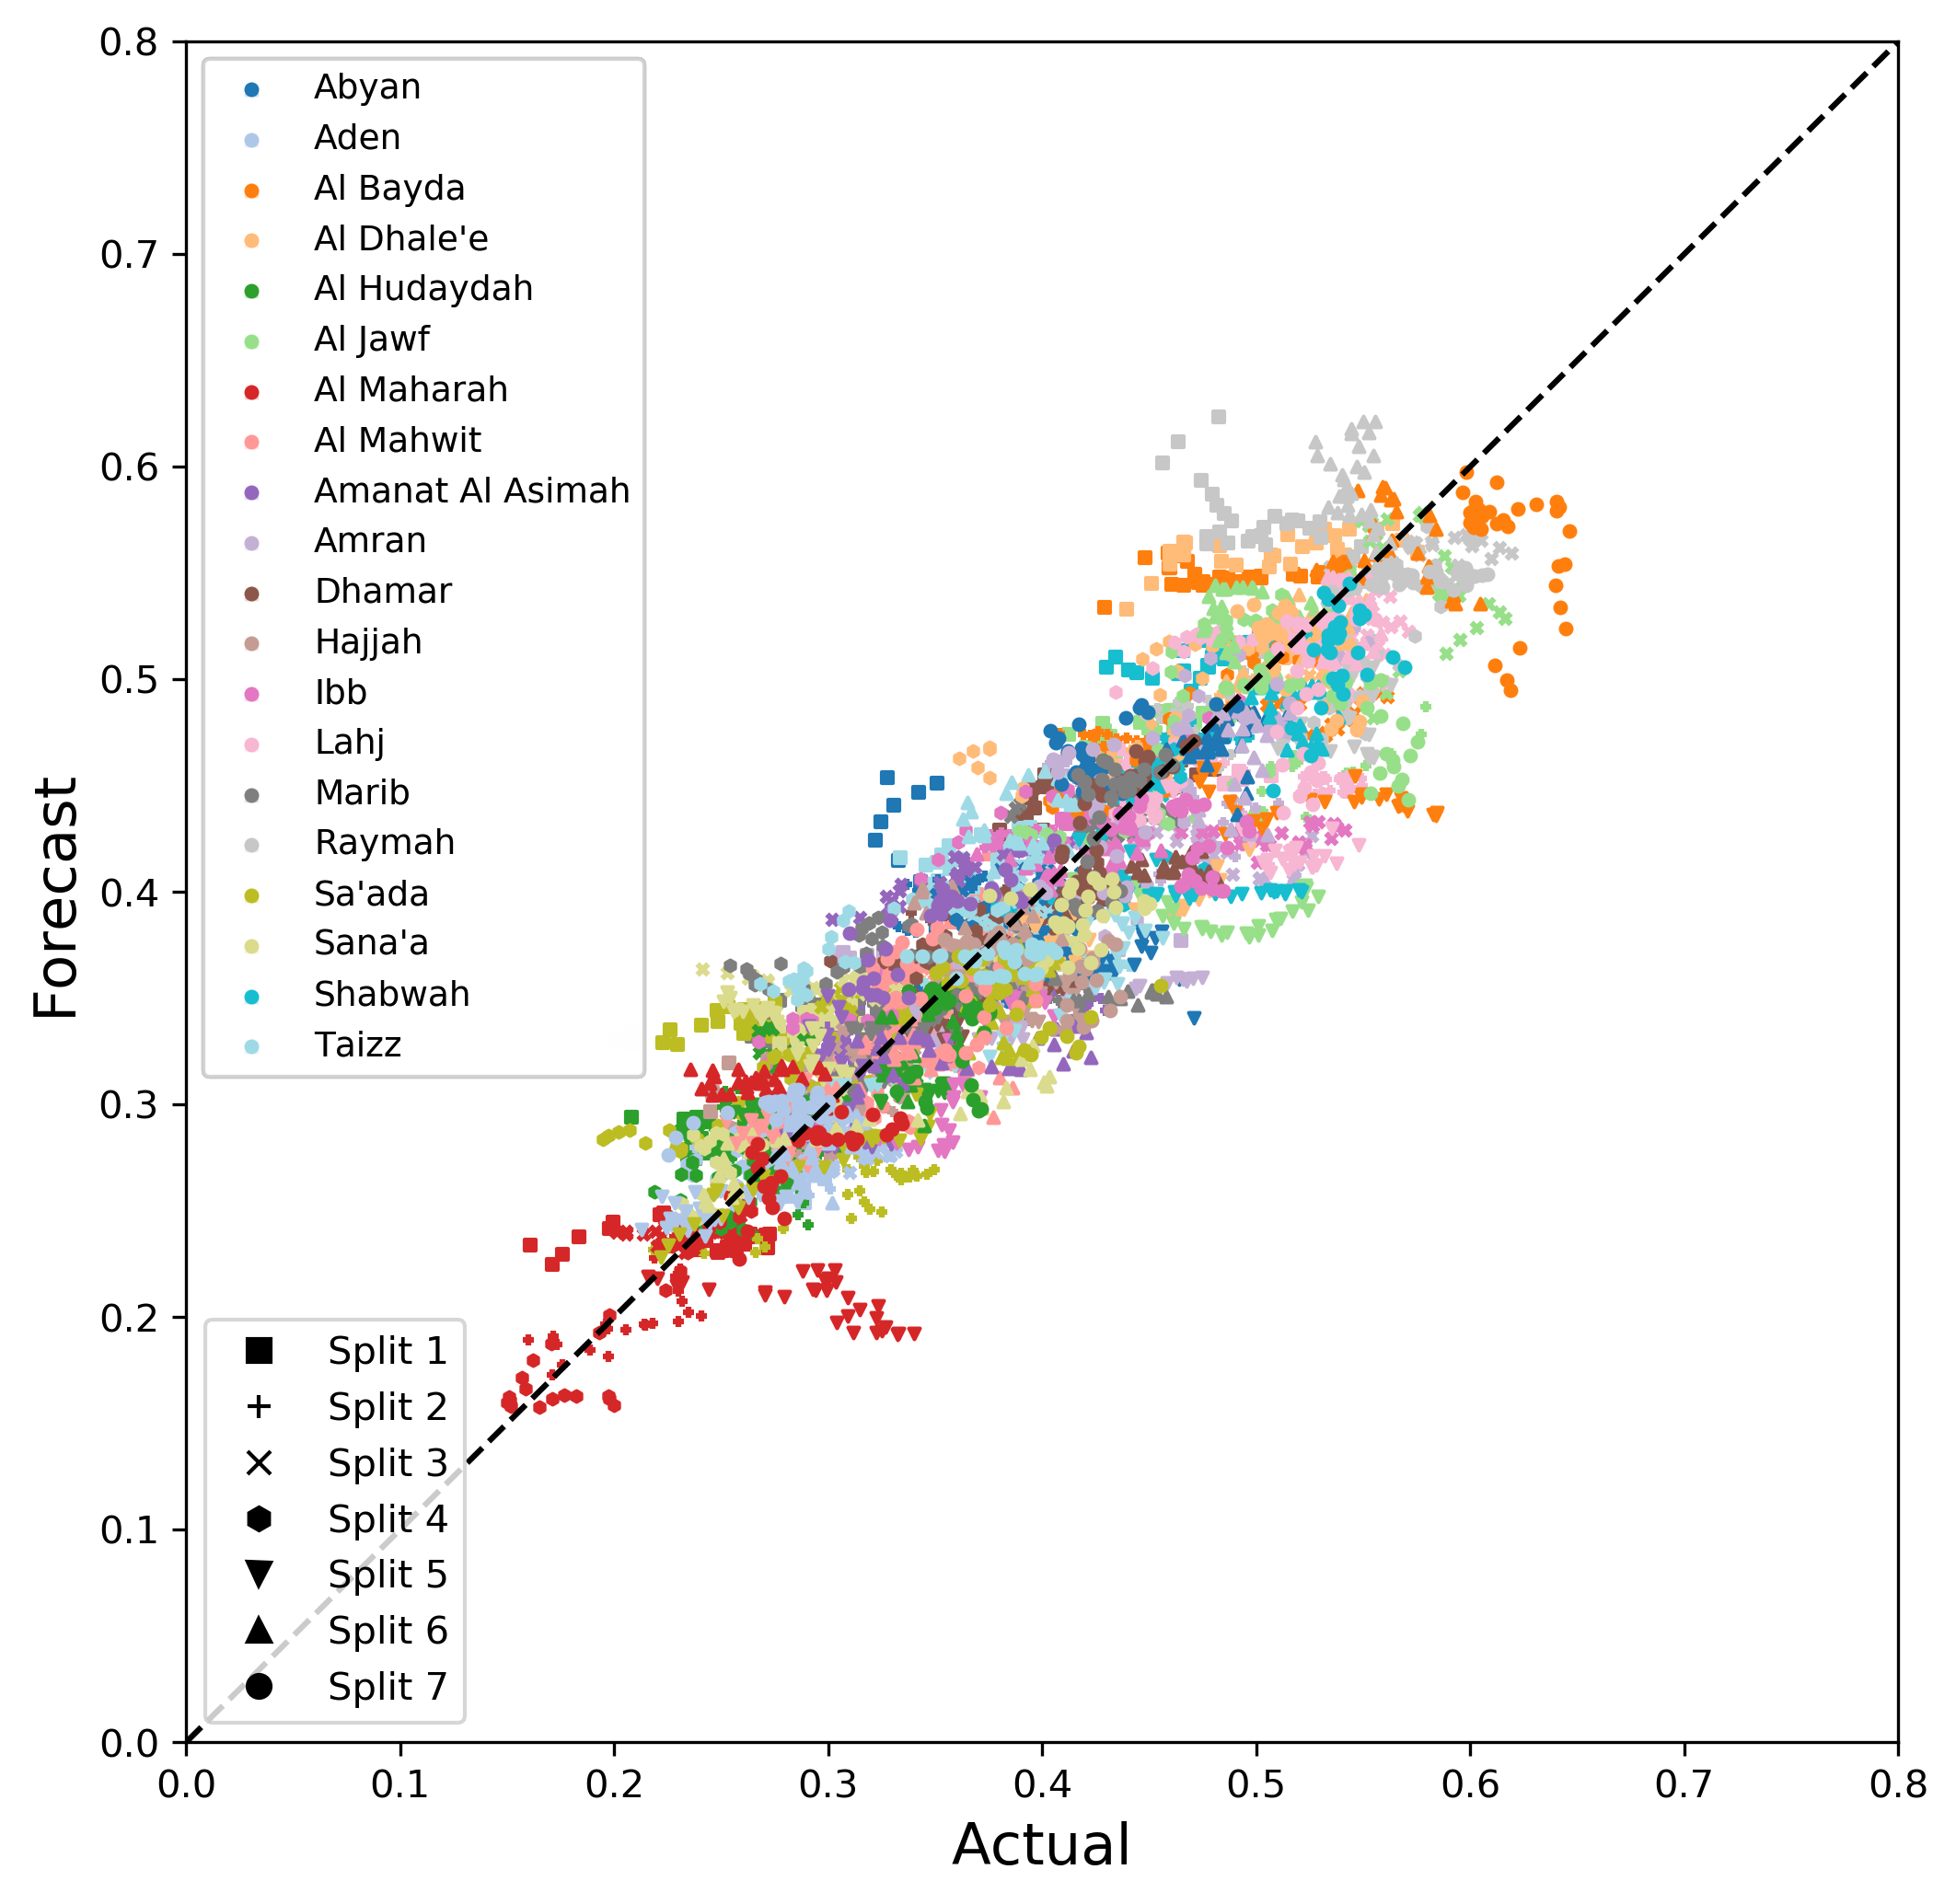 0.8
0.7
0.6
0.5
0.4
0.3
0.2
0.1
0.0
Forecast
Abyan
Aden
Al Bayda
Al Dhale'e
Al Hudaydah
Al Jawf
Al Maharah
Al Mahwit
Amanat Al Asimah
Amran
Dhamar
Hajjah
Ibb
Lahj
Marib
Raymah
Sa'ada
Sana'a
Shabwah
Taizz
Split 1
Split 2
Split 3
Split 4
Split 5
Split 6
Split 7
0.0 0.1 0.2 0.3 0.4 0.5 0.6 0.7 0.8
Actual